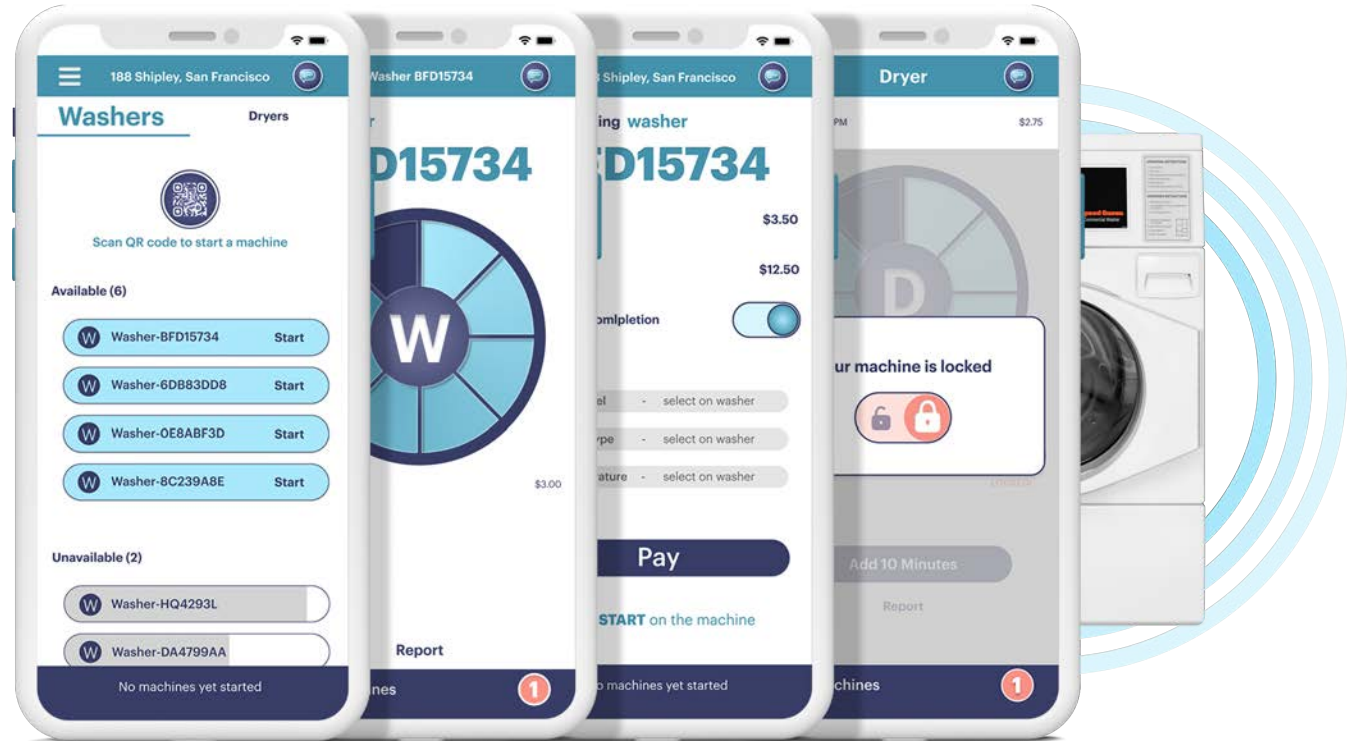 188 Shipley, San Francisco
Washers
Dryers
Scan QR code to start a machine
Available (6)
W Washer-BFD15734 Start
W Washer-6DB83DD8 Start
W Washer-0E8ABF3D Start
W Washer-8C239A8E Start
Unavailable (2)
W Washer-HQ4293L
W Washer-DA4799AA
No machines yet started
Washer BFD15734
r
D15734
W
$3.00
Report
nes
1
Shipley, San Francisco
ing washer
D15734
$3.50
$12.50
omlpletion
el - select on washer
ype - select on washer
ature - select on washer
Pay
START on the machine
o machines yet started
Dryer
PM $2.75
D
ur machine is locked
Add 10 Minutes
Report
chines
1